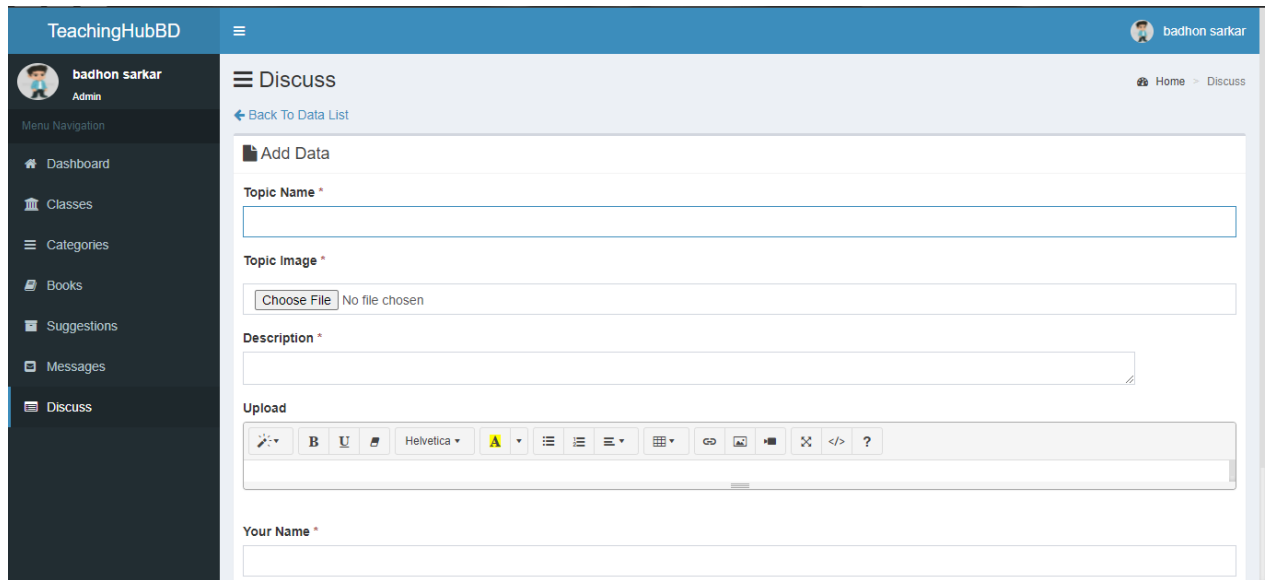 TeachingHubBD
badhon sarkar
badhon sarkar
Admin
Menu Navigation
Dashboard
Classes
Categories
Books
Suggestions
Messages
Discuss
Discuss
Home > Discuss
Back To Data List
Add Data
Topic Name *
Topic Image *
Choose File No file chosen
Description *
Upload
B U Helvetica A </> ?
Your Name *